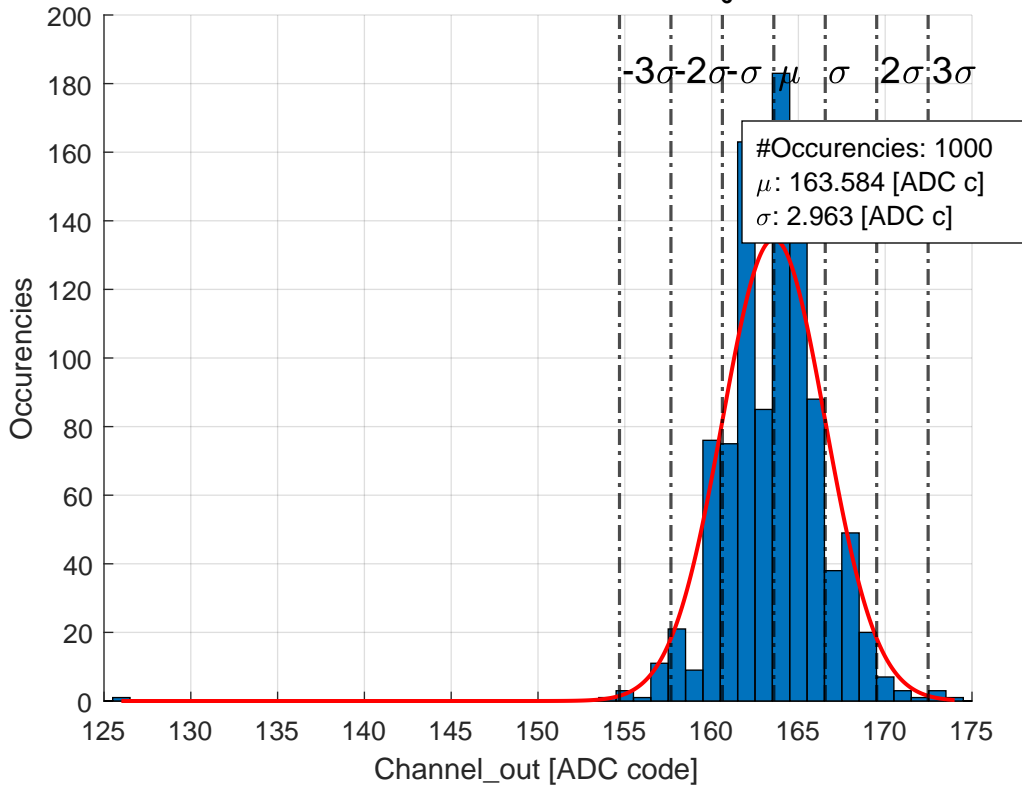 200
180
160
140
120
100
80
60
40
20
0
Occurencies
-3σ -2σ -σ μ σ 2σ 3σ
#Occurencies: 1000
μ: 163.584 [ADC c]
σ: 2.963 [ADC c]
125 130 135 140 145 150 155 160 165 170 175
Channel_out [ADC code]